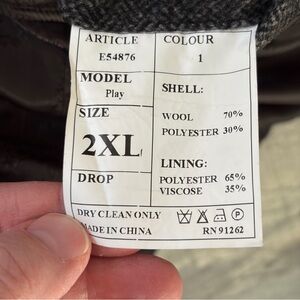 ARTICLE COLOUR
E54876 1
MODEL
Play
SHELL:
SIZE
WOOL 70%
POLYESTER 30%
2XL
LINING:
DROP
POLYESTER 65%
VISCOSE 35%
DRY CLEAN ONLY P
MADE IN CHINA RN 91262